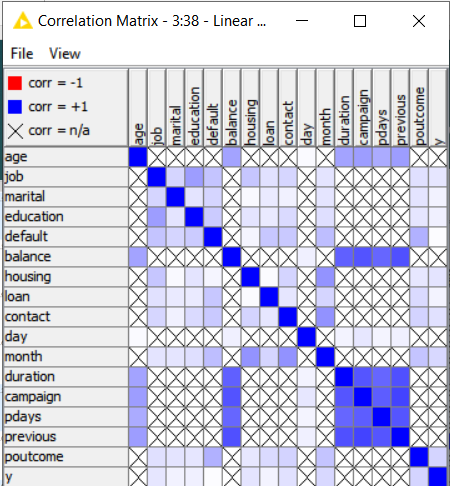 Correlation Matrix - 3:38 - Linear ...
File View
corr = -1
corr = +1
corr = n/a
age
job
marital
education
default
balance
housing
loan
contact
day
month
duration
campaign
pdays
previous
poutcome
y
age
job
marital
education
default
balance
housing
loan
contact
day
month
duration
campaign
pdays
previous
poutcome
y